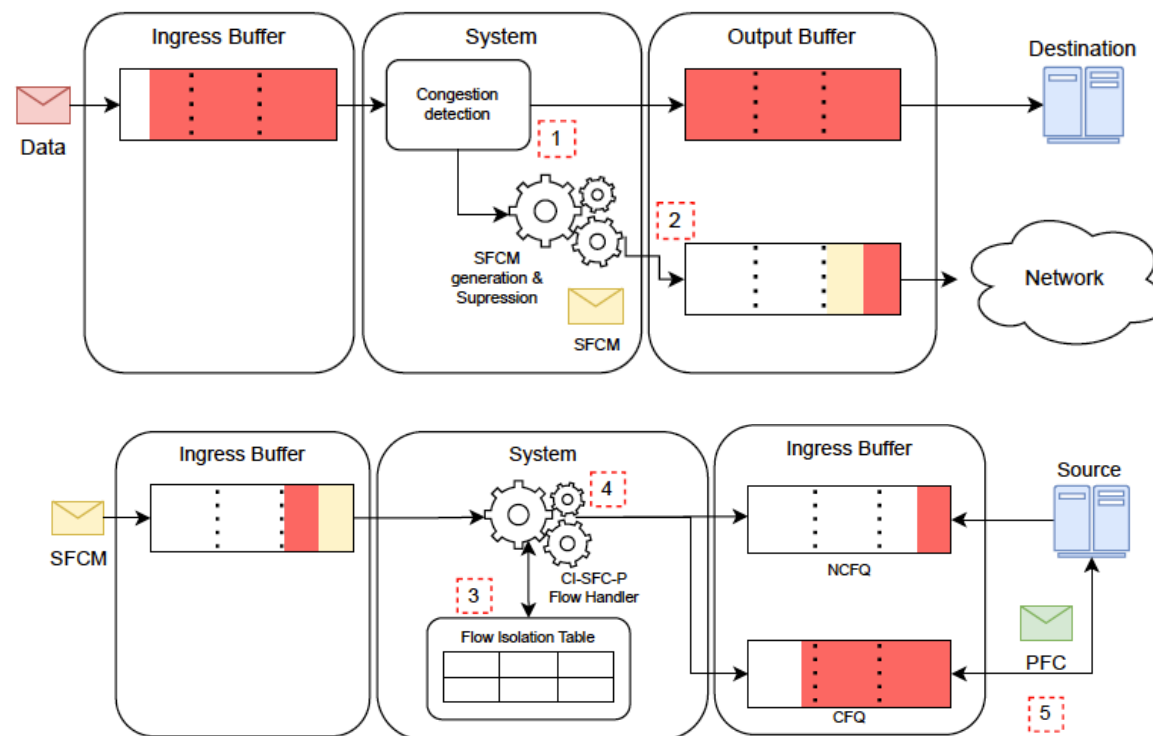 Ingress Buffer
System
Output Buffer
Destination
Data
Congestion
detection
1
2
SFCM
generation &
Supression
SFCM
Network
Ingress Buffer
System
Ingress Buffer
Source
SFCM
4
NCFQ
CI-SFC-P
Flow Handler
3
Flow Isolation Table
PFC
CFQ
5